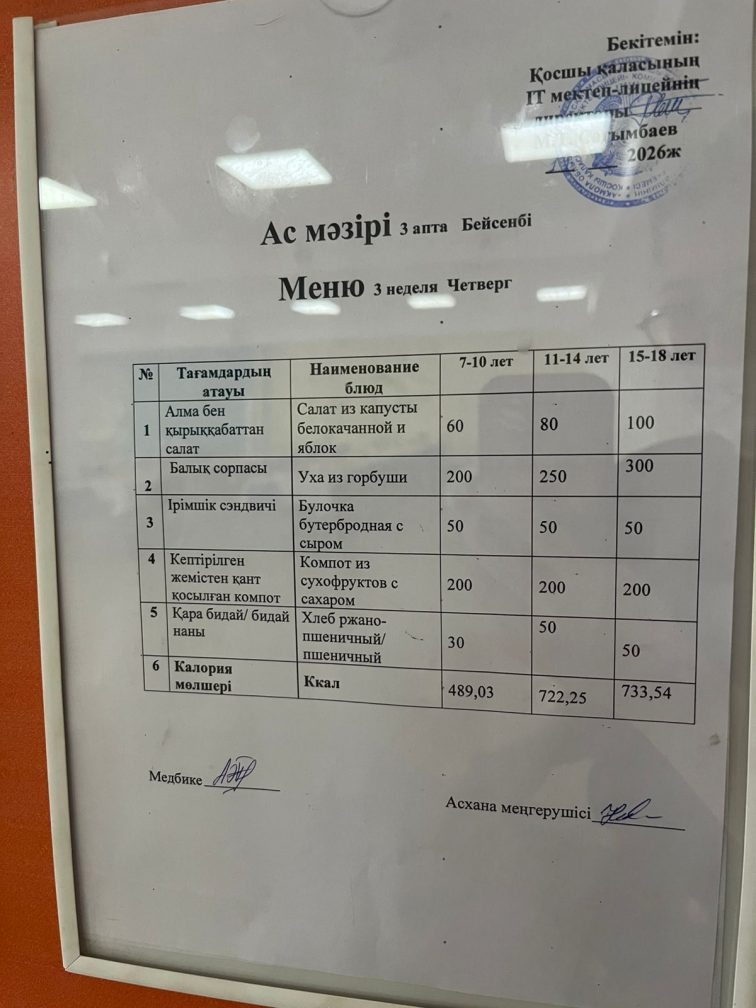 Бекітемін:
Қосшы қаласының
IT мектеп-лицейнің
директоры
2026ж
Ас мәзірі 3 апта Бейсенбі
Меню 3 неделя Четверг
№
Тағамдардың
атауы
Наименование
блюд
7-10 лет
11-14 лет
15-18 лет
1
Алма бен
қырыққабаттан
салат
Салат из капусты
белокачанной и
яблок
60
80
100
2
Балық сорпасы
Уха из горбуши
200
250
300
3
Ірімшік сэндвичі
Булочка
бутербродная с
сыром
50
50
50
4
Кептірілген
жемістен қант
қосылған компот
Компот из
сухофруктов с
сахаром
200
200
200
5
Қара бидай/ бидай
наны
Хлеб ржано-
пшеничный/
пшеничный
30
50
50
6
Калория
мөлшері
Ккал
489,03
722,25
733,54
Медбике
Асхана меңгерушісі